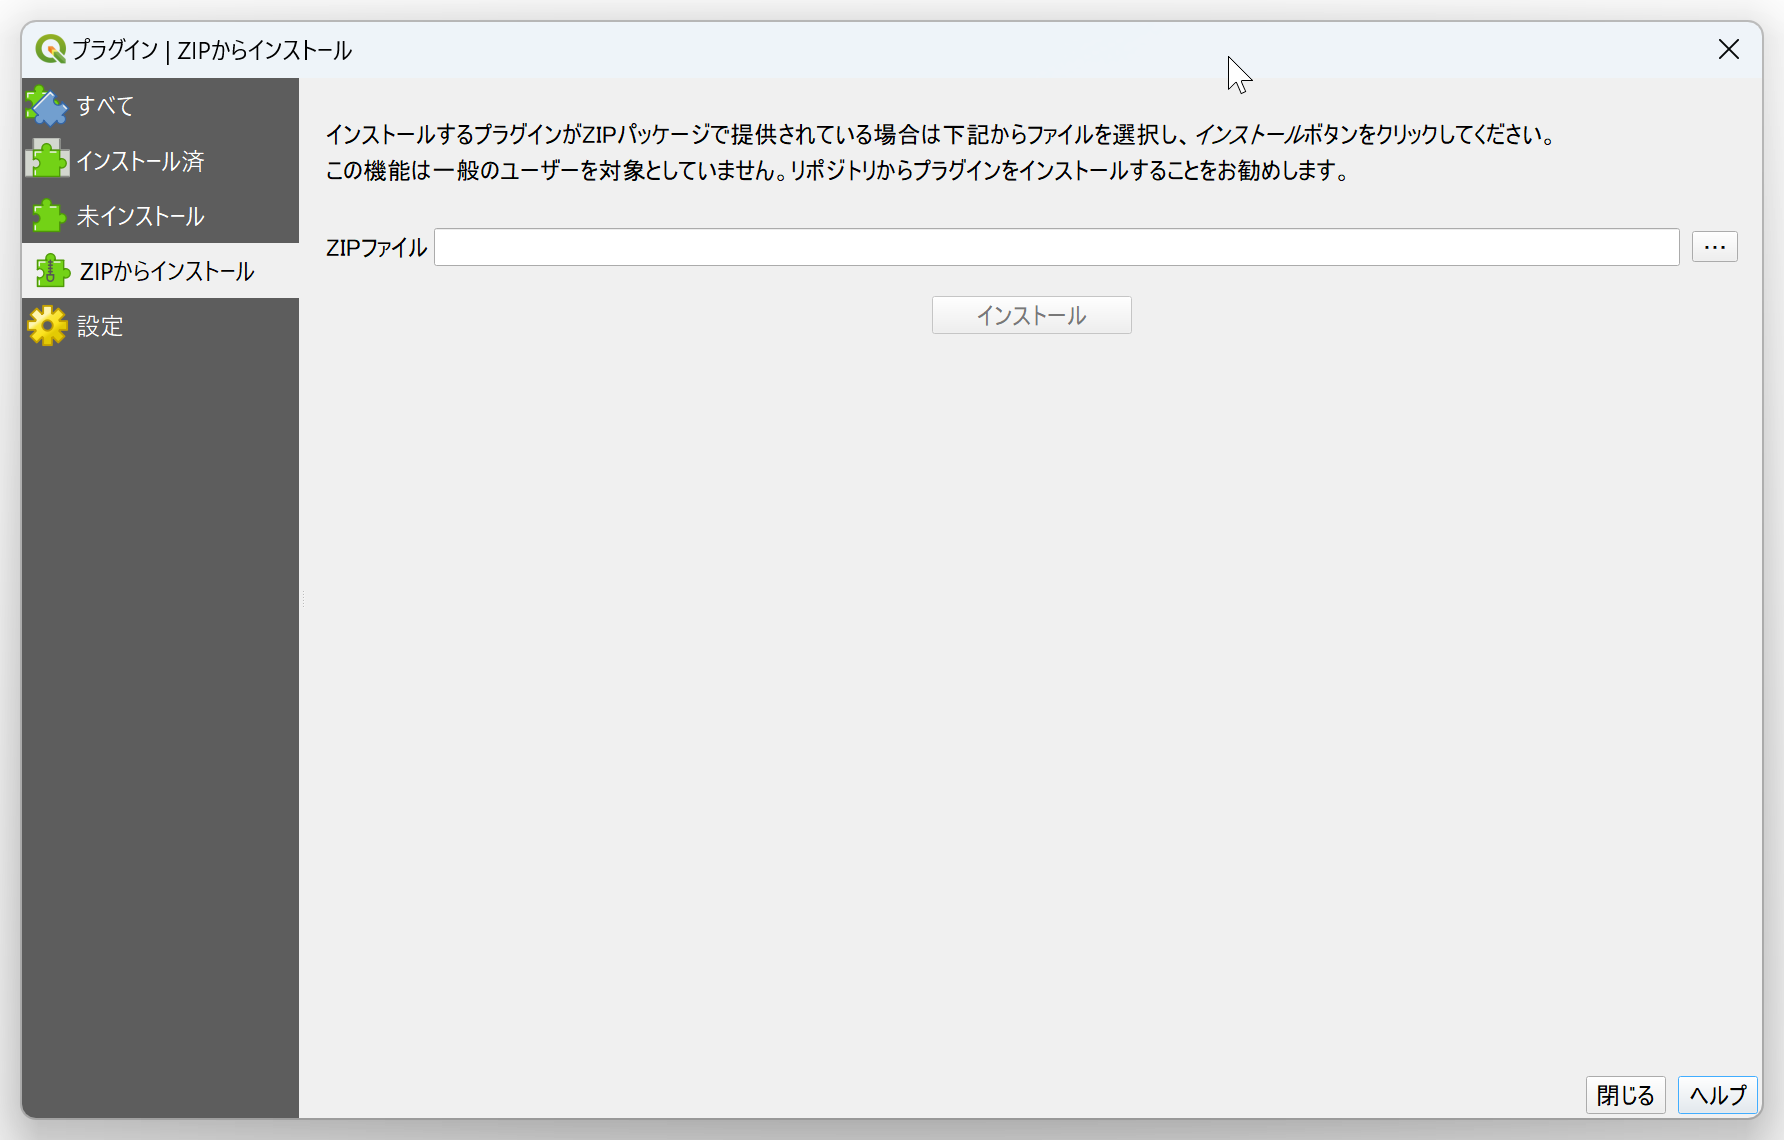 プラグイン | ZIPからインストール
すべて
インストール済
未インストール
ZIPからインストール
設定
インストールするプラグインがZIPパッケージで提供されている場合は下記からファイルを選択し、インストールボタンをクリックしてください。
この機能は一般のユーザーを対象としていません。リポジトリからプラグインをインストールすることをお勧めします。
ZIPファイル
…
インストール
閉じる
ヘルプ